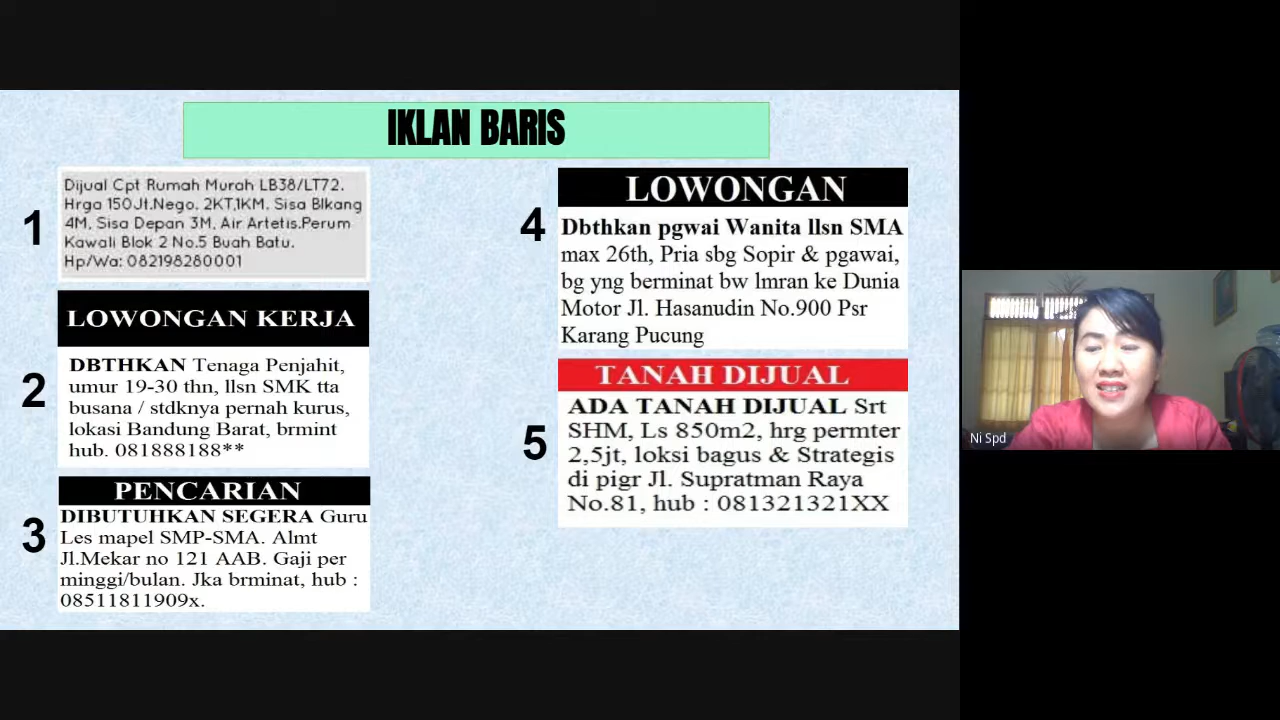 IKLAN BARIS
1
Dijual Cpt Rumah Murah LB38/LT72.
Hrga 150Jt.Nego. 2KT,1KM. Sisa Blkang
4M, Sisa Depan 3M, Air Artetis.Perum
Kawali Blok 2 No.5 Buah Batu.
Hp/Wa: 082198280001
2
LOWONGAN KERJA
DBTHKAN Tenaga Penjahit,
umur 19-30 thn, llsn SMK tta
busana / stdknya pernah kurus,
lokasi Bandung Barat, brmint
hub. 081888188**
3
PENCARIAN
DIBUTUHKAN SEGERA Guru
Les mapel SMP-SMA. Almt
Jl.Mekar no 121 AAB. Gaji per
minggi/bulan. Jka brminat, hub :
08511811909x.
4
LOWONGAN
Dbthkan pgwai Wanita llsn SMA
max 26th, Pria sbg Sopir & pgawai,
bg yng berminat bw lmran ke Dunia
Motor Jl. Hasanudin No.900 Psr
Karang Pucung
5
TANAH DIJUAL
ADA TANAH DIJUAL Srt
SHM, Ls 850m2, hrg permter
2,5jt, loksi bagus & Strategis
di pigr Jl. Supratman Raya
No.81, hub : 081321321XX
Ni Spd